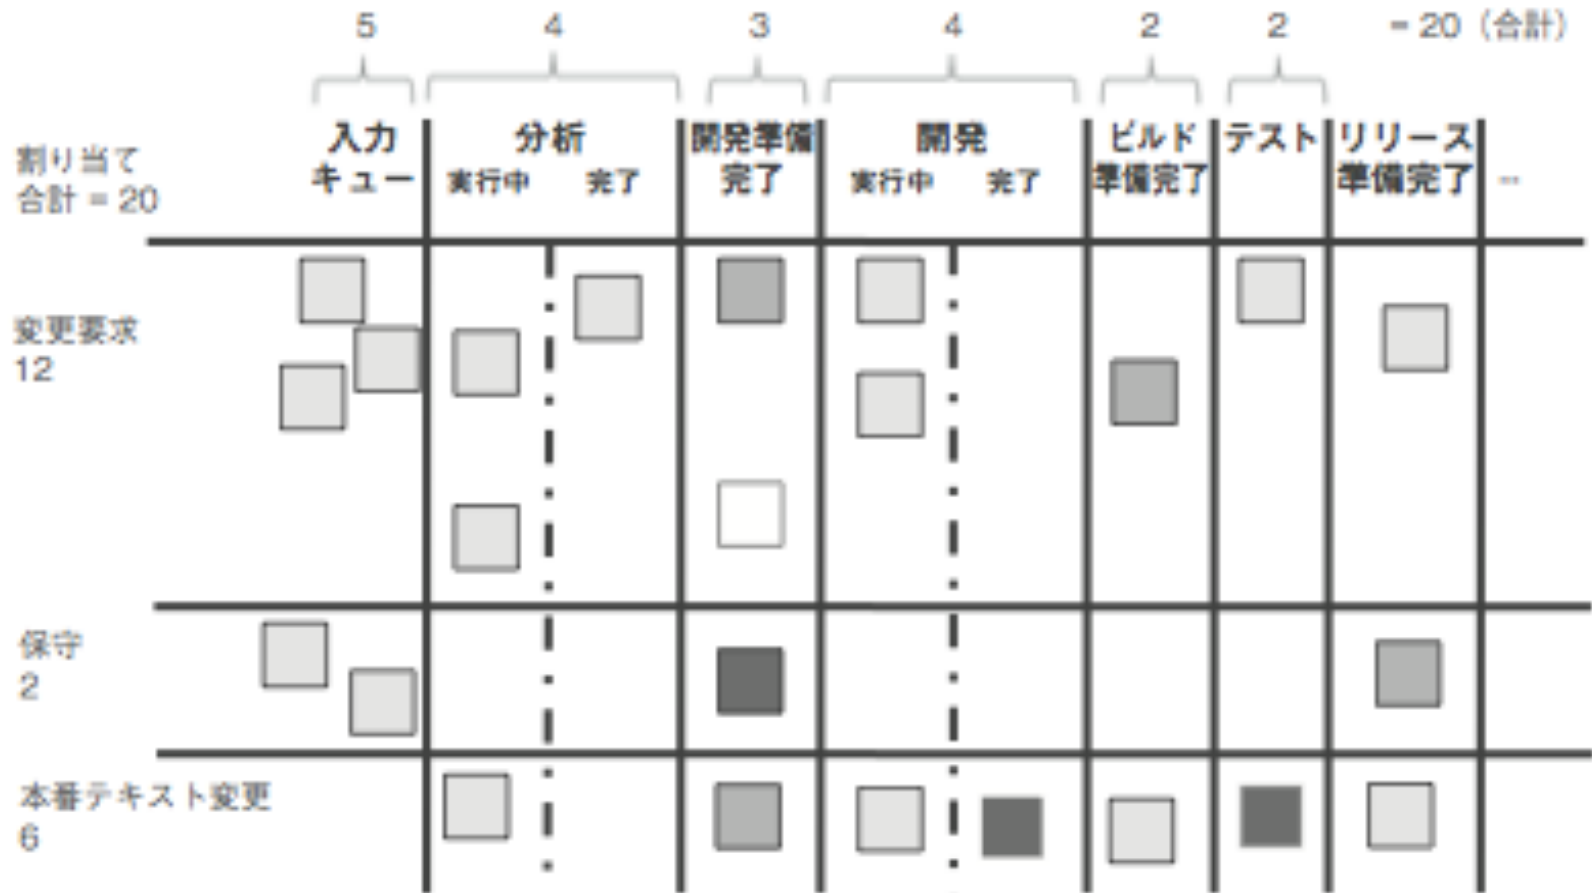 5 4 3 4 2 2 = 20（合計）
割り当て
合計 = 20
入力
キュー
分析
実行中 完了
開発準備
完了
開発
実行中 完了
ビルド
準備完了
テスト
リリース
準備完了
...
変更要求
12
保守
2
本番テキスト変更
6